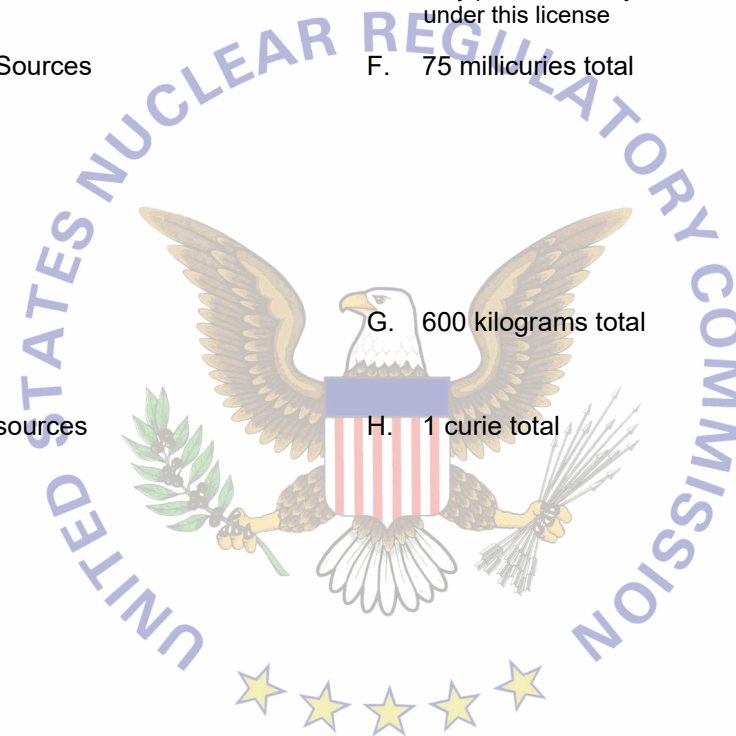 under this license
Sources F. 75 millicuries total
G. 600 kilograms total
sources H. 1 curie total
UNITED STATES NUCLEAR REGULATORY COMMISSION